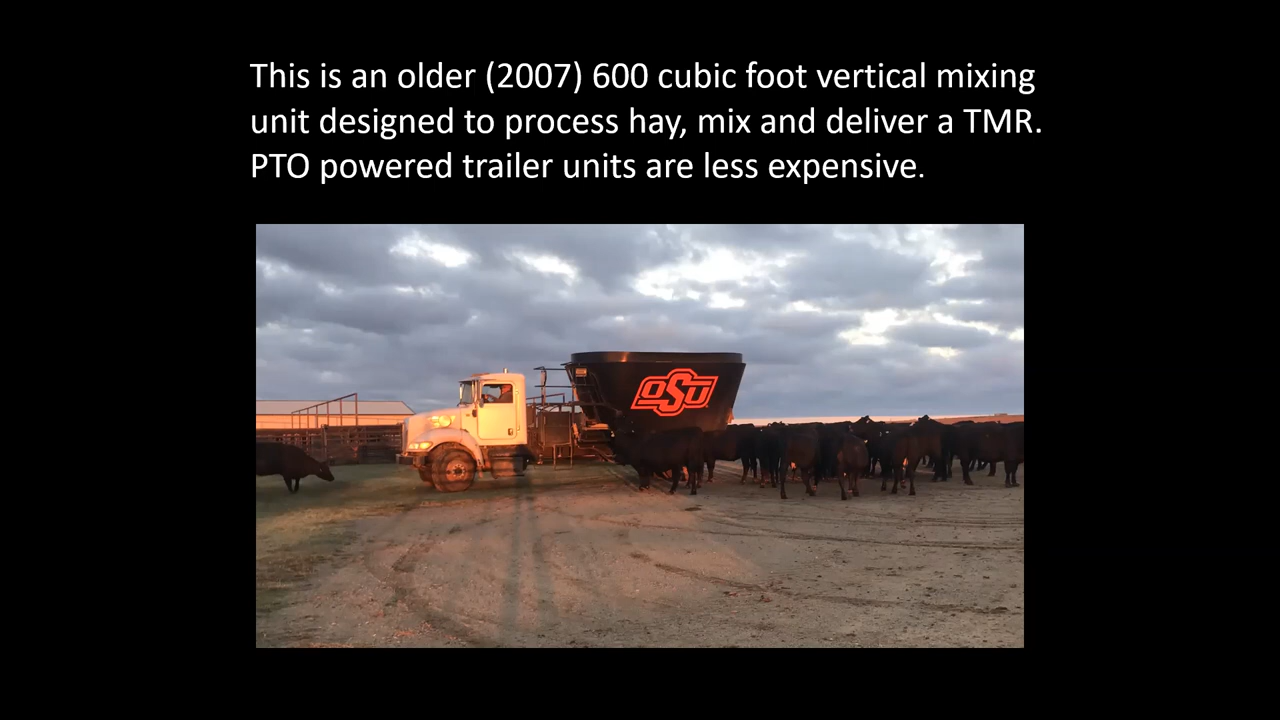 This is an older (2007) 600 cubic foot vertical mixing
unit designed to process hay, mix and deliver a TMR.
PTO powered trailer units are less expensive.
OSU